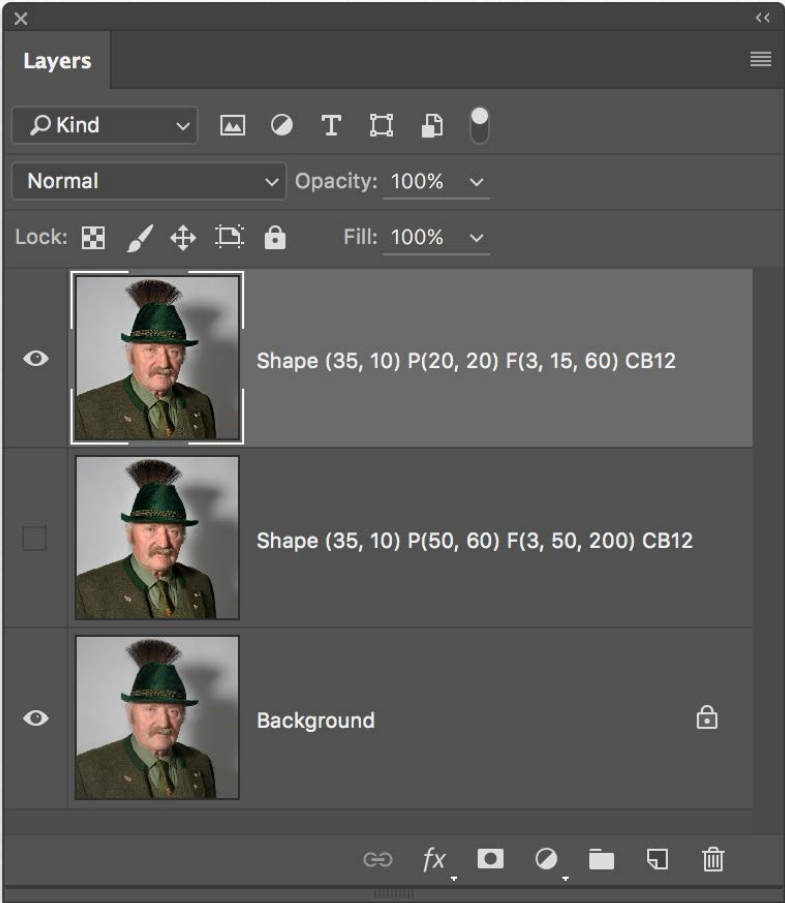 Layers
Kind
Normal Opacity: 100%
Lock: Fill: 100%
Shape (35, 10) P(20, 20) F(3, 15, 60) CB12
Shape (35, 10) P(50, 60) F(3, 50, 200) CB12
Background
fx